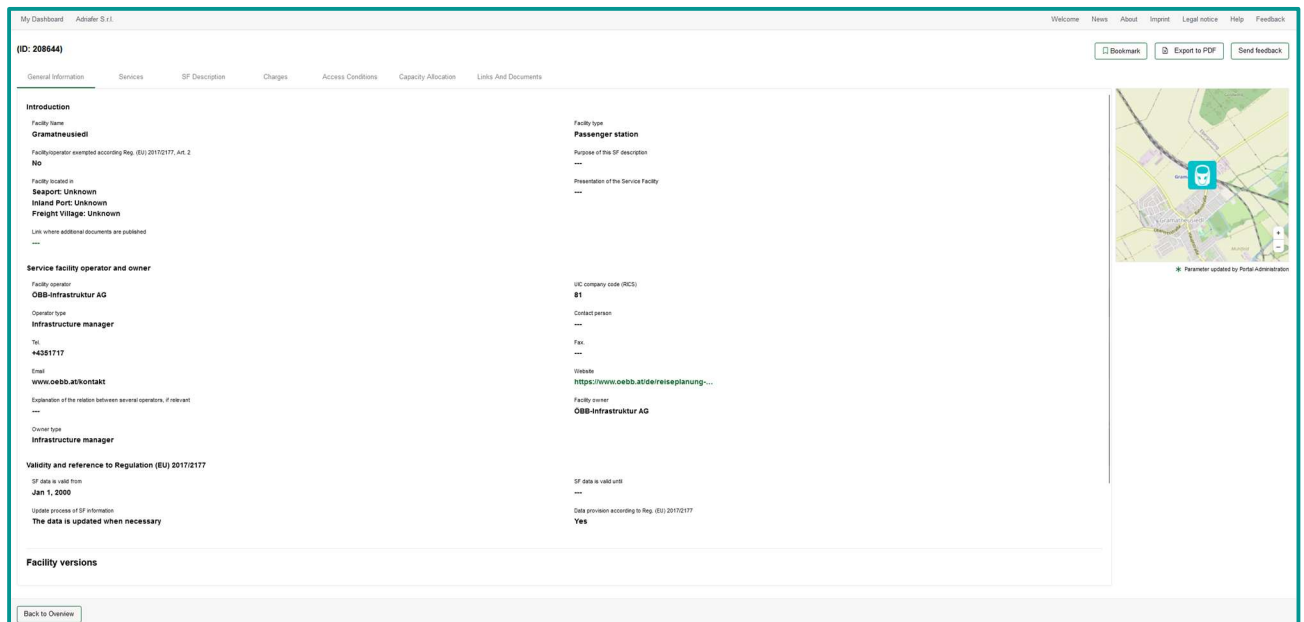 My Dashboard Adriafer S.r.l. Welcome News About Imprint Legal notice Help Feedback
(ID: 208644) Bookmark Export to PDF Send feedback
General Information Services SF Description Charges Access Conditions Capacity Allocation Links And Documents
Introduction
Facility Name Facility type
Gramatneusiedl Passenger station
Facility/operator exempted according Reg. (EU) 2017/2177, Art. 2 Purpose of this SF description
No ---
Facility located in Presentation of the Service Facility
Seaport: Unknown ---
Inland Port: Unknown
Freight Village: Unknown
Link where additional documents are published
---
Gramatneusiedl
+
−
* Parameter updated by Portal Administration
Service facility operator and owner
Facility operator UIC company code (RICS)
ÖBB-Infrastruktur AG 81
Operator type Contact person
Infrastructure manager ---
Tel. Fax.
+4351717 ---
Email Website
www.oebb.at/kontakt https://www.oebb.at/de/reiseplanung-...
Explanation of the relation between several operators, if relevant Facility owner
--- ÖBB-Infrastruktur AG
Owner type
Infrastructure manager
Validity and reference to Regulation (EU) 2017/2177
SF data is valid from SF data is valid until
Jan 1, 2000 ---
Update process of SF information Data provision according to Reg. (EU) 2017/2177
The data is updated when necessary Yes
Facility versions
Back to Overview